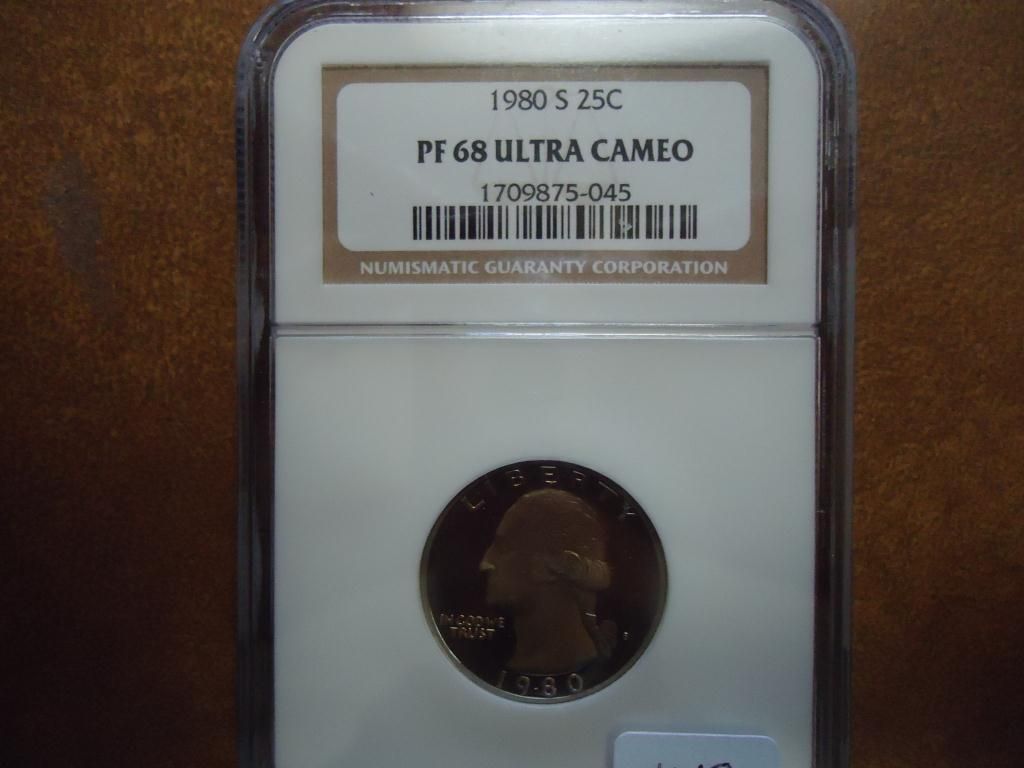 1980 S 25C
PF 68 ULTRA CAMEO
1709875-045
NUMISMATIC GUARANTY CORPORATION
LIBERTY
IN GOD WE
TRUST
1980